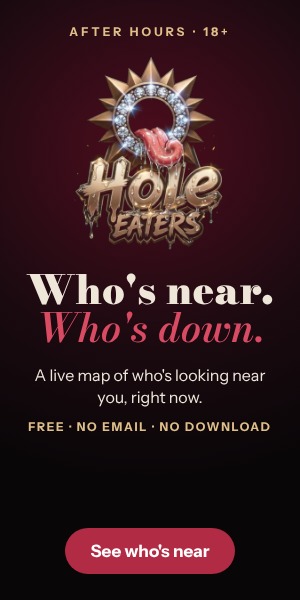 AFTER HOURS · 18+
Hole
EATERS
Who's near.
Who's down.
A live map of who's looking near
you, right now.
FREE · NO EMAIL · NO DOWNLOAD
See who's near